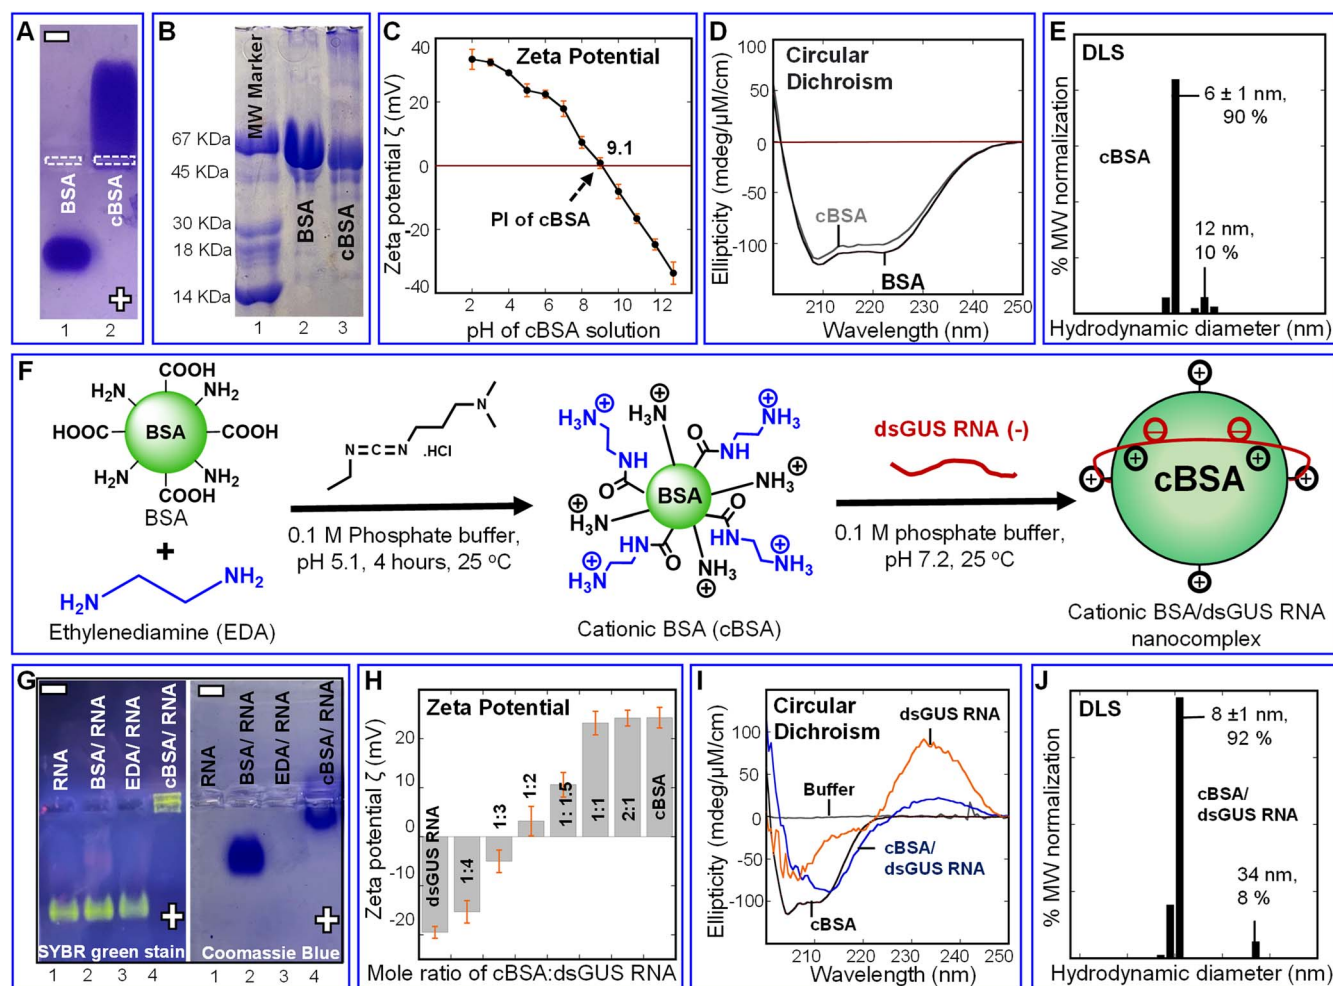 A
BSA
cBSA
1
2
B
MW Marker
67 KDa
45 KDa
30 KDa
18 KDa
14 KDa
BSA
cBSA
1
2
3
C
Zeta Potential
Zeta potential ζ (mV)
40
20
0
-20
-40
9.1
PI of cBSA
2
4
6
8
10
12
pH of cBSA solution
D
Circular
Dichroism
Ellipticity (mdeg/µM/cm)
100
50
0
-50
-100
cBSA
BSA
210
220
230
240
250
Wavelength (nm)
E
DLS
% MW normalization
6 ± 1 nm,
90 %
cBSA
12 nm,
10 %
Hydrodynamic diameter (nm)
F
COOH
H₂N
NH₂
HOOC
BSA
COOH
NH₂
H₂N
COOH
BSA
+
H₂N
NH₂
Ethylenediamine (EDA)
N
N=C=N
.HCl
0.1 M Phosphate buffer,
pH 5.1, 4 hours, 25 ºC
H₃N
H₃N
NH₃
NH
O
NH
O
BSA
NH₃
H₃N
O
HN
O
HN
H₃N
NH₃
NH₃
Cationic BSA (cBSA)
dsGUS RNA (-)
0.1 M phosphate buffer,
pH 7.2, 25 ºC
cBSA
Cationic BSA/dsGUS RNA
nanocomplex
G
RNA
BSA/ RNA
EDA/ RNA
cBSA/ RNA
SYBR green stain
1
2
3
4
RNA
BSA/ RNA
EDA/ RNA
cBSA/ RNA
Coomassie Blue
1
2
3
4
H
Zeta Potential
Zeta potential ζ (mV)
20
10
0
-10
-20
dsGUS RNA
1:4
1:3
1:2
1: 1.5
1:1
2:1
cBSA
Mole ratio of cBSA:dsGUS RNA
I
Circular
Dichroism
Ellipticity (mdeg/µM/cm)
100
50
0
-50
-100
dsGUS RNA
Buffer
cBSA/
dsGUS RNA
cBSA
210
220
230
240
250
Wavelength (nm)
J
DLS
% MW normalization
8 ±1 nm,
92 %
cBSA/
dsGUS RNA
34 nm,
8 %
Hydrodynamic diameter (nm)